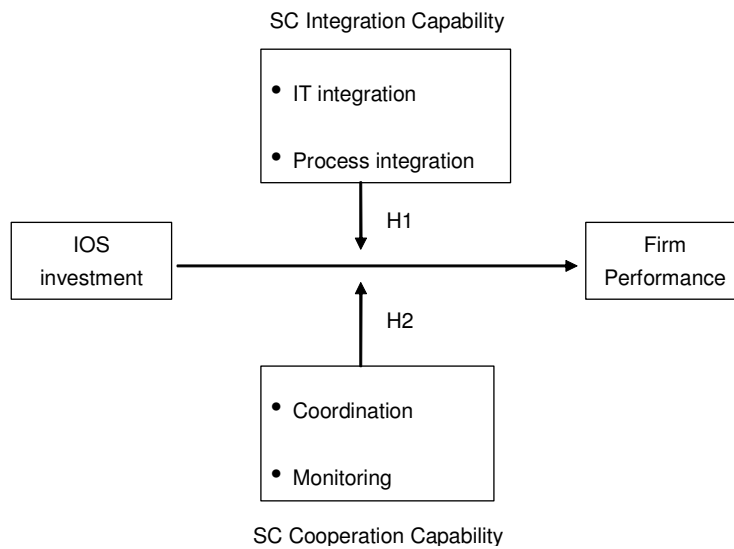 SC Integration Capability
• IT integration
• Process integration
H1
IOS
investment
Firm
Performance
H2
• Coordination
• Monitoring
SC Cooperation Capability